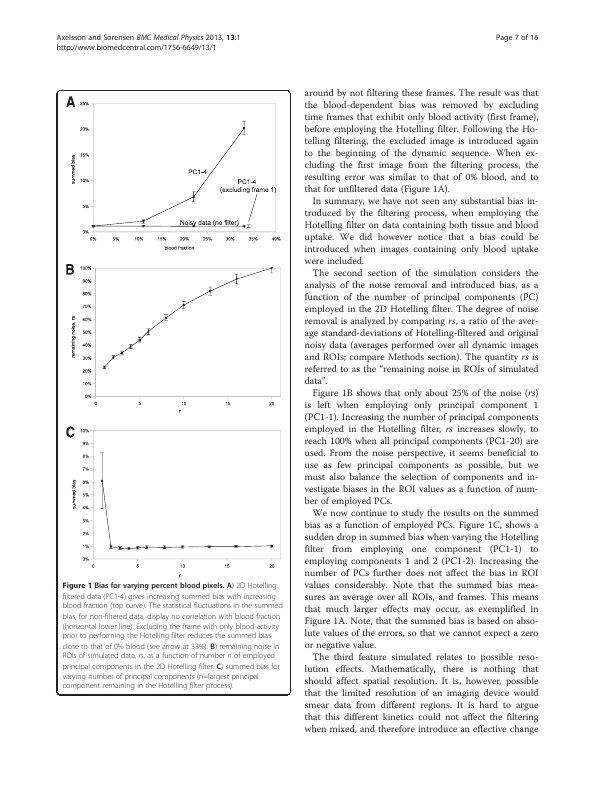 Axelsson and Sörensen BMC Medical Physics 2013, 13:1
http://www.biomedcentral.com/1756-6649/13/1
Page 7 of 16
A
25%
20%
15%
10%
5%
0%
summed bias
PC1-4
PC1-4
(excluding frame 1)
Noisy data (no filter)
0%
5%
10%
15%
20%
25%
30%
35%
40%
blood fraction
B
100%
90%
80%
70%
60%
50%
40%
30%
20%
10%
0%
remaining noise, rs
0
5
10
15
20
n
C
10%
9%
8%
7%
6%
5%
4%
3%
2%
1%
0%
summed bias
0
5
10
15
20
n
Figure 1 Bias for varying percent blood pixels. A) 2D Hotelling
filtered data (PC1-4) gives increasing summed bias with increasing
blood fraction (top curve). The statistical fluctuations in the summed
bias, for non-filtered data, display no correlation with blood fraction
(horizontal lower line). Excluding the frame with only blood activity
prior to performing the Hotelling filter reduces the summed bias
close to that of 0% blood (see arrow at 33%). B) remaining noise in
ROIs of simulated data, rs, as a function of number n of employed
principal components in the 2D Hotelling filter. C) summed bias for
varying number of principal components (n=largest principal
component remaining in the Hotelling filter process).
around by not filtering these frames. The result was that
the blood-dependent bias was removed by excluding
time frames that exhibit only blood activity (first frame),
before employing the Hotelling filter. Following the Ho-
telling filtering, the excluded image is introduced again
to the beginning of the dynamic sequence. When ex-
cluding the first image from the filtering process, the
resulting error was similar to that of 0% blood, and to
that for unfiltered data (Figure 1A).
In summary, we have not seen any substantial bias in-
troduced by the filtering process, when employing the
Hotelling filter on data containing both tissue and blood
uptake. We did however notice that a bias could be
introduced when images containing only blood uptake
were included.
The second section of the simulation considers the
analysis of the noise removal and introduced bias, as a
function of the number of principal components (PC)
employed in the 2D Hotelling filter. The degree of noise
removal is analyzed by comparing rs, a ratio of the aver-
age standard-deviations of Hotelling-filtered and original
noisy data (averages performed over all dynamic images
and ROIs; compare Methods section). The quantity rs is
referred to as the “remaining noise in ROIs of simulated
data”.
Figure 1B shows that only about 25% of the noise (rs)
is left when employing only principal component 1
(PC1-1). Increasing the number of principal components
employed in the Hotelling filter, rs increases slowly, to
reach 100% when all principal components (PC1-20) are
used. From the noise perspective, it seems beneficial to
use as few principal components as possible, but we
must also balance the selection of components and in-
vestigate biases in the ROI values as a function of num-
ber of employed PCs.
We now continue to study the results on the summed
bias as a function of employed PCs. Figure 1C, shows a
sudden drop in summed bias when varying the Hotelling
filter from employing one component (PC1-1) to
employing components 1 and 2 (PC1-2). Increasing the
number of PCs further does not affect the bias in ROI
values considerably. Note that the summed bias mea-
sures an average over all ROIs, and frames. This means
that much larger effects may occur, as exemplified in
Figure 1A. Note, that the summed bias is based on abso-
lute values of the errors, so that we cannot expect a zero
or negative value.
The third feature simulated relates to possible reso-
lution effects. Mathematically, there is nothing that
should affect spatial resolution. It is, however, possible
that the limited resolution of an imaging device would
smear data from different regions. It is hard to argue
that this different kinetics could not affect the filtering
when mixed, and therefore introduce an effective change